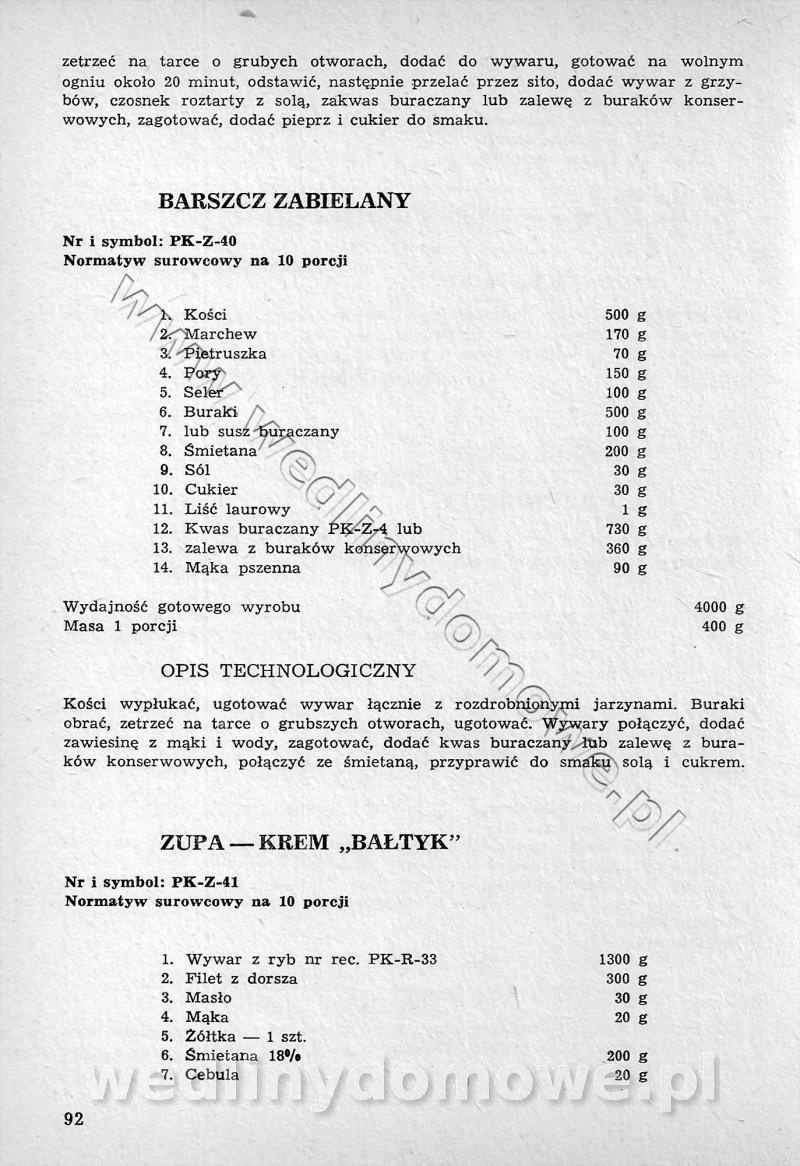 zetrzeć na tarce o grubych otworach, dodać do wywaru, gotować na wolnym
ogniu około 20 minut, odstawić, następnie przelać przez sito, dodać wywar z grzy-
bów, czosnek roztarty z solą, zakwas buraczany lub zalewę z buraków konser-
wowych, zagotować, dodać pieprz i cukier do smaku.
BARSZCZ ZABIELANY
Nr i symbol: PK-Z-40
Normatyw surowcowy na 10 porcji
1. Kości 500 g
2. Marchew 170 g
3. Pietruszka 70 g
4. Pory 150 g
5. Seler 100 g
6. Buraki 500 g
7. lub susz buraczany 100 g
8. Śmietana 200 g
9. Sól 30 g
10. Cukier 30 g
11. Liść laurowy 1 g
12. Kwas buraczany PK-Z-4 lub 730 g
13. zalewa z buraków konserwowych 360 g
14. Mąka pszenna 90 g
Wydajność gotowego wyrobu 4000 g
Masa 1 porcji 400 g
OPIS TECHNOLOGICZNY
Kości wypłukać, ugotować wywar łącznie z rozdrobnionymi jarzynami. Buraki
obrać, zetrzeć na tarce o grubszych otworach, ugotować. Wywary połączyć, dodać
zawiesinę z mąki i wody, zagotować, dodać kwas buraczany lub zalewę z bura-
ków konserwowych, połączyć ze śmietaną, przyprawić do smaku solą i cukrem.
ZUPA — KREM „BAŁTYK”
Nr i symbol: PK-Z-41
Normatyw surowcowy na 10 porcji
1. Wywar z ryb nr rec. PK-R-33 1300 g
2. Filet z dorsza 300 g
3. Masło 30 g
4. Mąka 20 g
5. Żółtka — 1 szt.
6. Śmietana 18% 200 g
7. Cebula 20 g
92
www.wedlinydomowe.pl
wedlinydomowe.pl